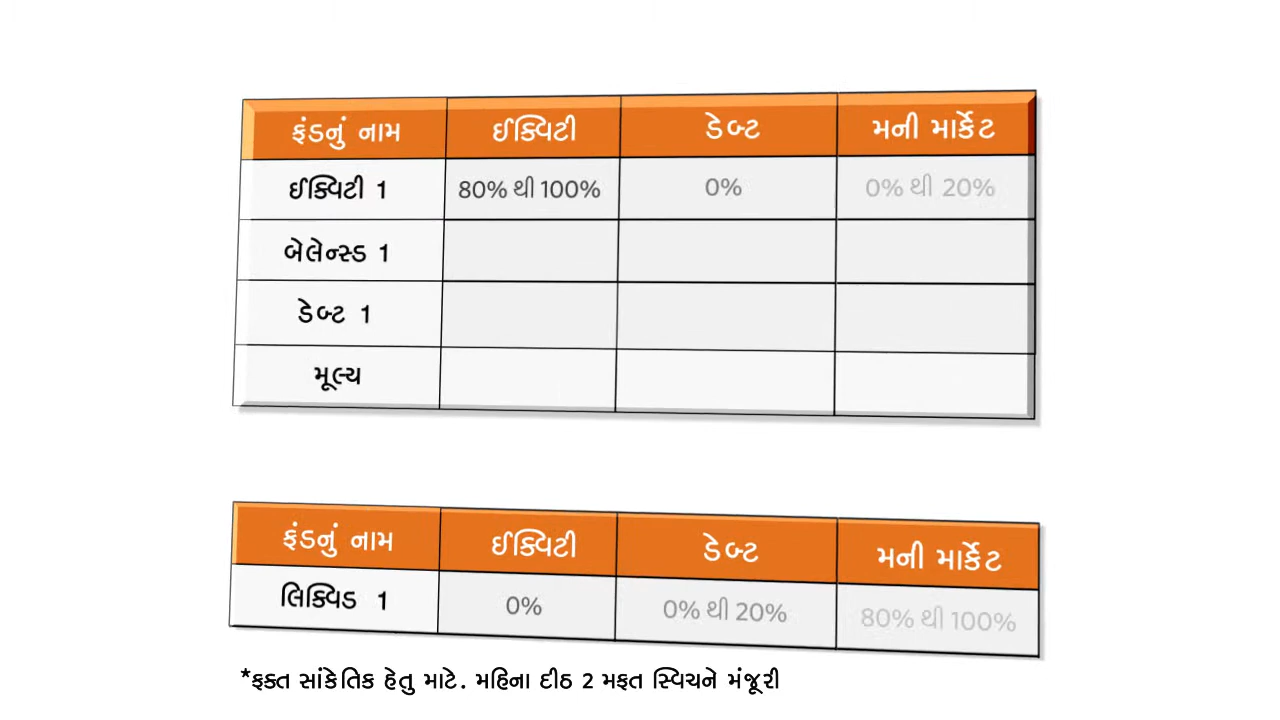 ફંડનું નામ ઈક્વિટી ડેબ્ટ મની માર્કેટ
ઈક્વિટી 1 80% થી 100% 0% 0% થી 20%
બેલેન્સ્ડ 1
ડેબ્ટ 1
મૂલ્ય
ફંડનું નામ ઈક્વિટી ડેબ્ટ મની માર્કેટ
લિક્વિડ 1 0% 0% થી 20% 80% થી 100%
*ફક્ત સાંકેતિક હેતુ માટે. મહિના દીઠ 2 મફત સ્વિચને મંજૂરી